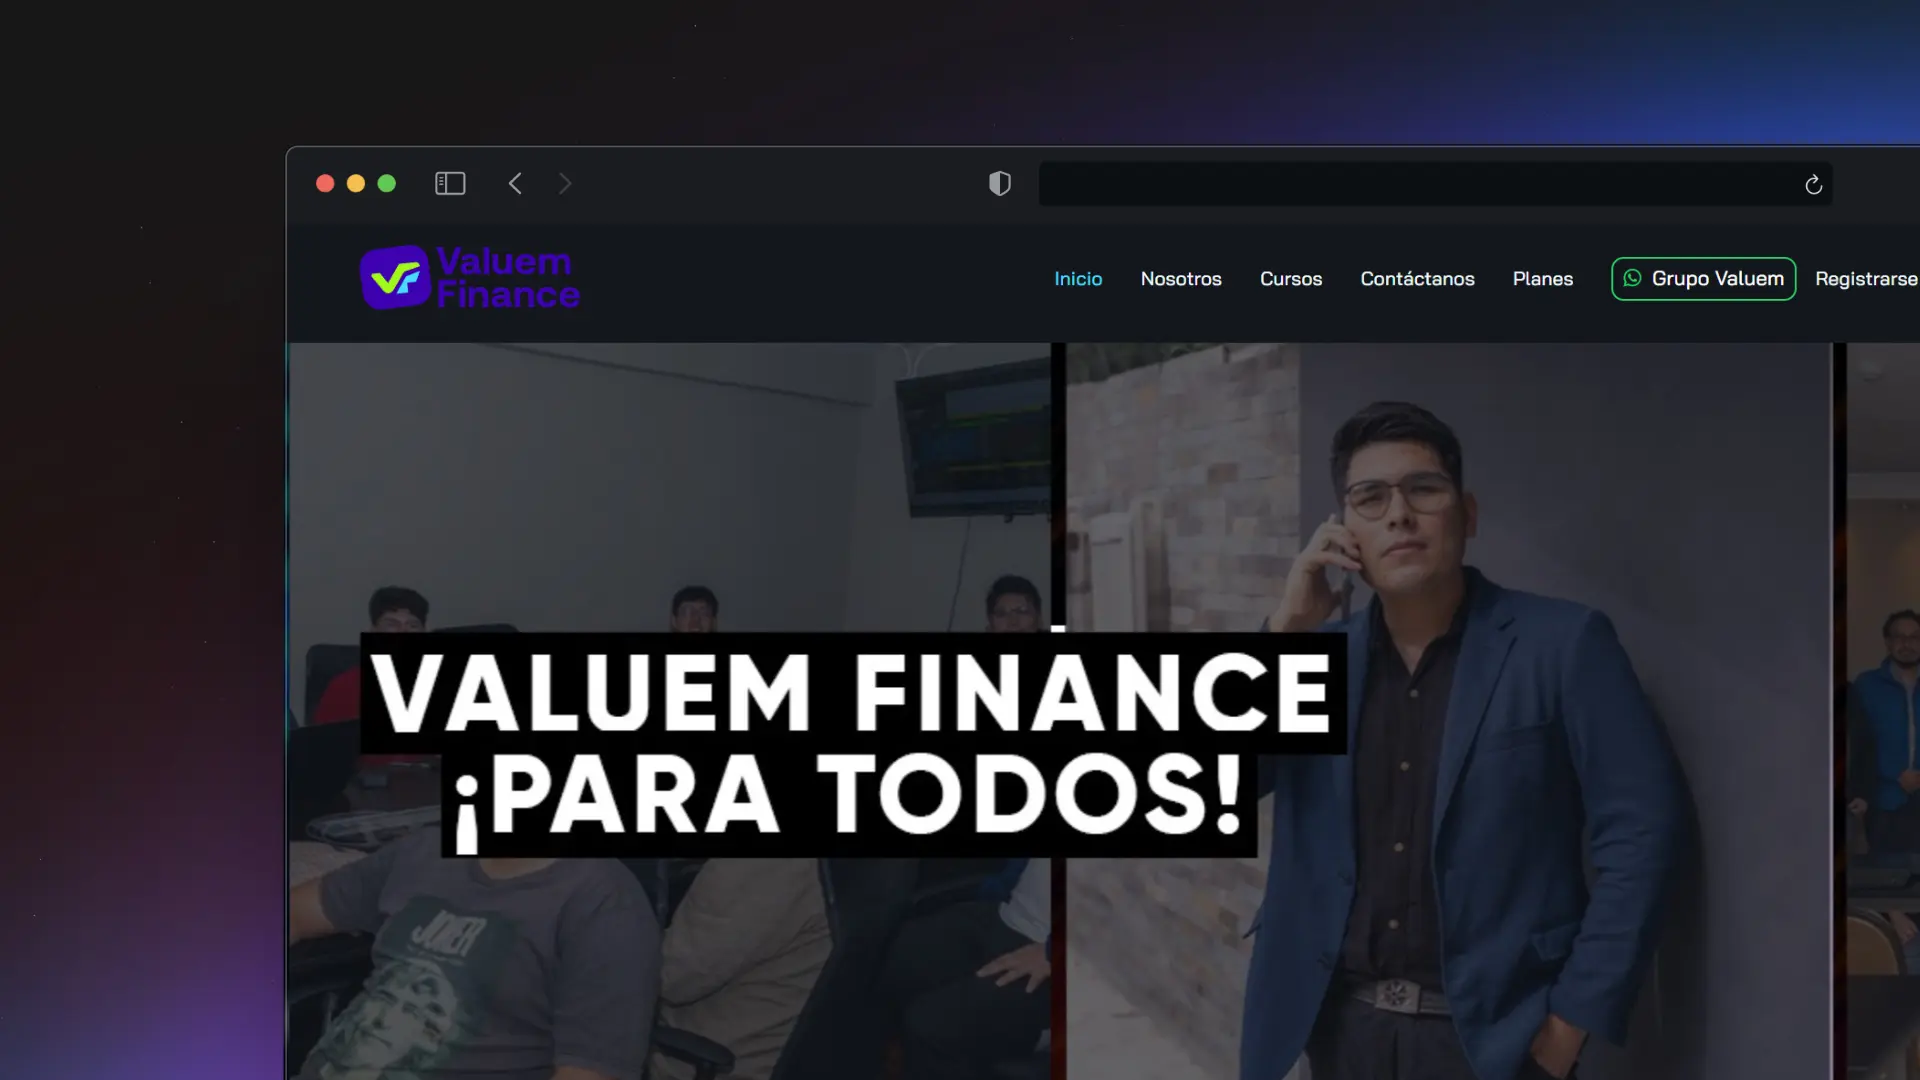 Valuem
Finance
Inicio
Nosotros
Cursos
Contáctanos
Planes
Grupo Valuem
Registrarse
VALUEM FINANCE
¡PARA TODOS!
JOKER